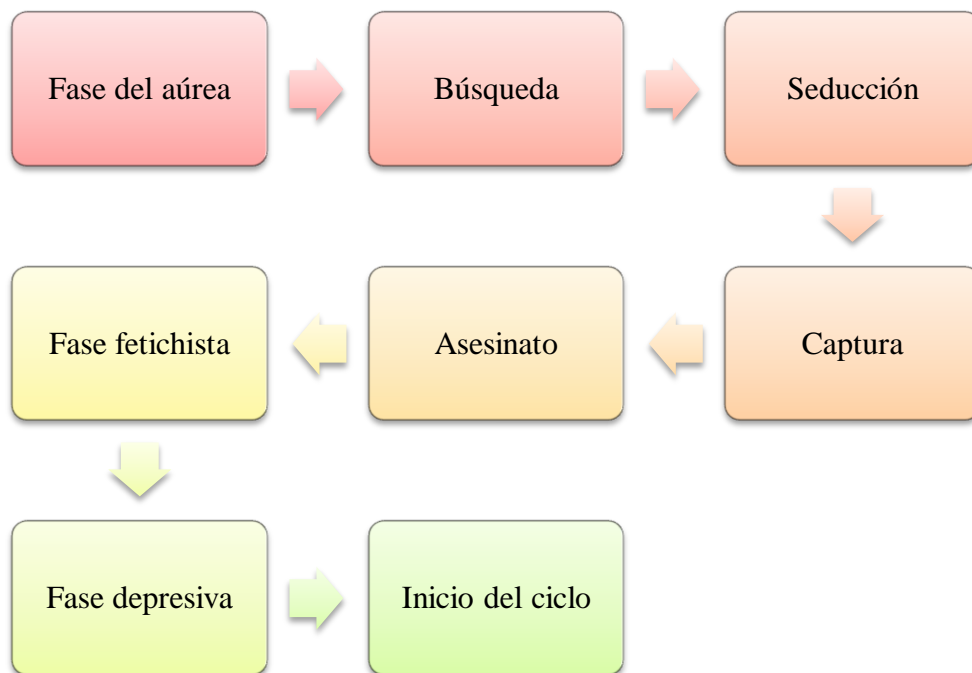 Fase del aúrea
Búsqueda
Seducción
Captura
Asesinato
Fase fetichista
Fase depresiva
Inicio del ciclo